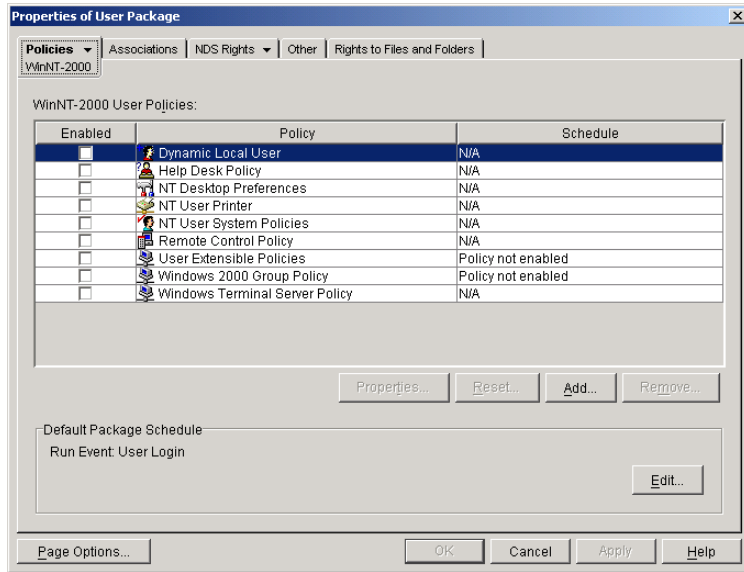 Properties of User Package
Policies Associations NDS Rights Other Rights to Files and Folders
WinNT-2000
WinNT-2000 User Policies:
Enabled Policy Schedule
Dynamic Local User N/A
Help Desk Policy N/A
NT Desktop Preferences N/A
NT User Printer N/A
NT User System Policies N/A
Remote Control Policy N/A
User Extensible Policies Policy not enabled
Windows 2000 Group Policy Policy not enabled
Windows Terminal Server Policy N/A
Properties... Reset... Add... Remove...
Default Package Schedule
Run Event: User Login
Edit...
Page Options... OK Cancel Apply Help